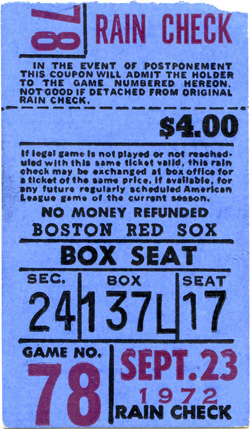 78 RAIN CHECK
IN THE EVENT OF POSTPONEMENT
THIS COUPON WILL ADMIT THE HOLDER
TO THE GAME NUMBERED HEREON.
NOT GOOD IF DETACHED FROM ORIGINAL
RAIN CHECK.
$4.00
If legal game is not played or not resched-
uled with this same ticket valid, this rain
check may be exchanged at box office for
a ticket of the same price, if available, for
any future regularly scheduled American
League game of the current season.
NO MONEY REFUNDED
BOSTON RED SOX
BOX SEAT
SEC. BOX SEAT
24 137L 17
GAME NO.
78
SEPT. 23
1972
RAIN CHECK